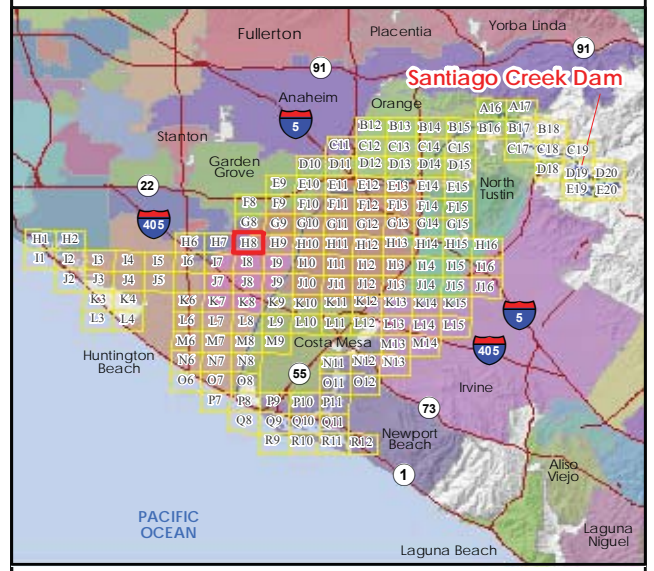 Yorba Linda
Fullerton
Placentia
91
91
Santiago Creek Dam
Anaheim
Orange
A16 A17
5
B12 B13 B14 B15 B16 B17 B18
Stanton
C11 C12 C13 C14 C15 C17 C18 C19
Garden
Grove
D10 D11 D12 D13 D14 D15 D18 D19 D20
22
E9 E10 E11 E12 E13 E14 E15 E19 E20
North
Tustin
F8 F9 F10 F11 F12 F13 F14 F15
405
G8 G9 G10 G11 G12 G13 G14 G15
H1 H2 H6 H7 H8 H9 H10 H11 H12 H13 H14 H15 H16
I1 I2 I3 I4 I5 I6 I7 I8 I9 I10 I11 I12 I13 I14 I15 I16
J2 J3 J4 J5 J7 J8 J9 J10 J11 J12 J13 J14 J15 J16
K3 K4 K6 K7 K8 K9 K10 K11 K12 K13 K14 K15
L3 L4 L6 L7 L8 L9 L10 L11 L12 L13 L14 L15
5
M6 M7 M8 M9 Costa Mesa M13 M14
405
Huntington
Beach
N6 N7 N8 N11 N12 N13
55
O6 O7 O8 O11 O12
Irvine
P7 P8 P9 P10 P11
73
Q8 Q9 Q10 Q11
Newport
Beach
R9 R10 R11 R12
1
Aliso
Viejo
PACIFIC
OCEAN
Laguna
Niguel
Laguna Beach